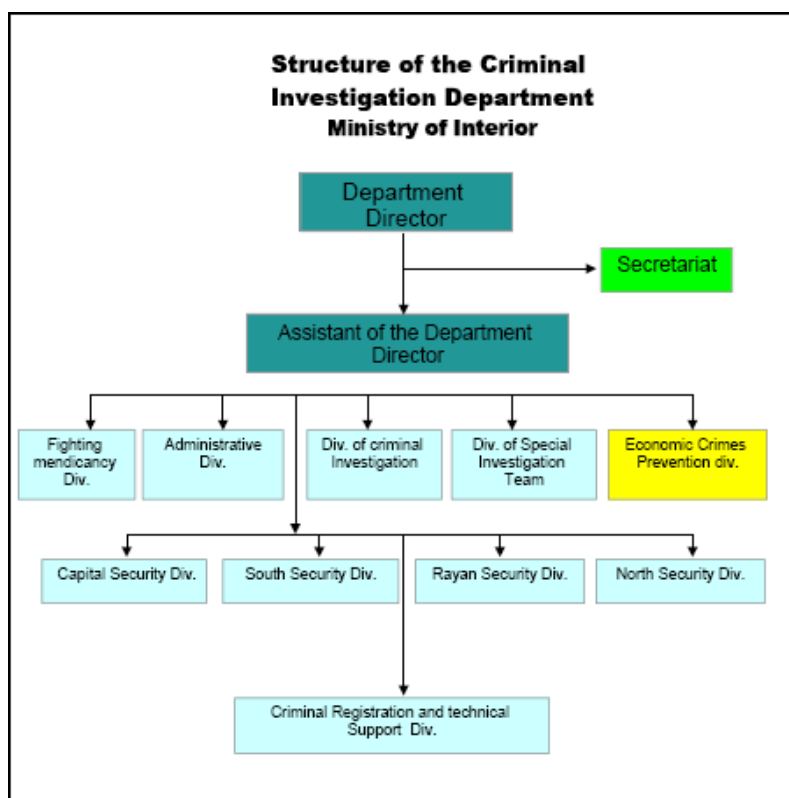 Structure of the Criminal
Investigation Department
Ministry of Interior
Department
Director
Secretariat
Assistant of the Department
Director
Fighting
mendicancy
Div.
Administrative
Div.
Div. of criminal
Investigation
Div. of Special
Investigation
Team
Economic Crimes
Prevention div.
Capital Security Div.
South Security Div.
Rayan Security Div.
North Security Div.
Criminal Registration and technical
Support Div.